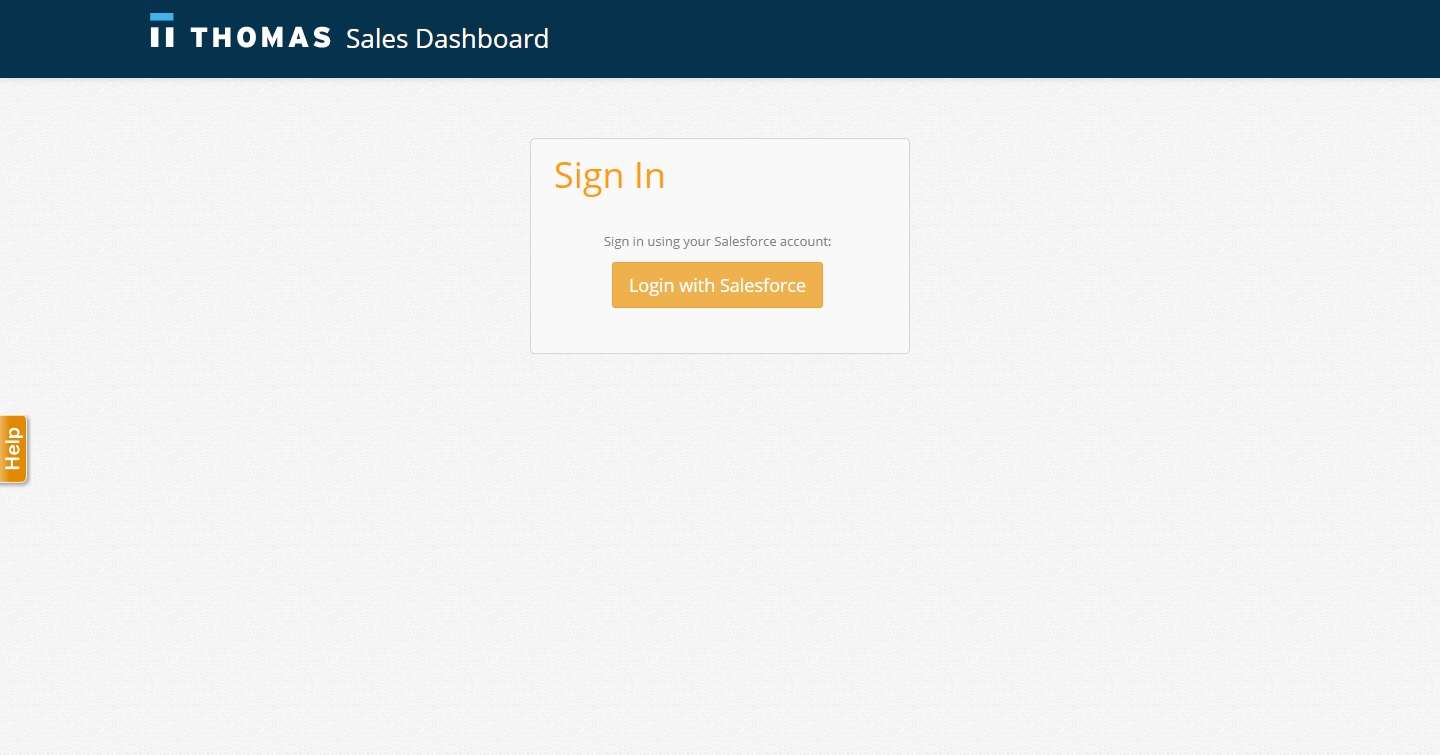 THOMAS Sales Dashboard
Sign In
Sign in using your Salesforce account:
Login with Salesforce
Help